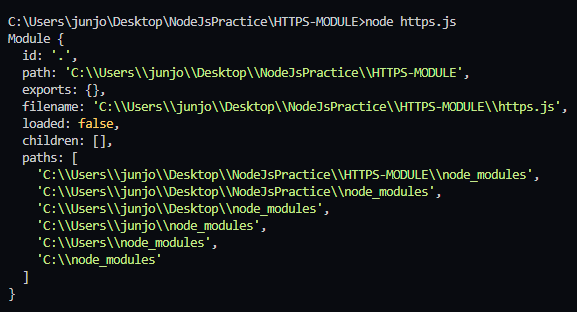 C:\Users\junjo\Desktop\NodeJsPractice\HTTPS-MODULE>node https.js
Module {
  id: '.',
  path: 'C:\\Users\\junjo\\Desktop\\NodeJsPractice\\HTTPS-MODULE',
  exports: {},
  filename: 'C:\\Users\\junjo\\Desktop\\NodeJsPractice\\HTTPS-MODULE\\https.js',
  loaded: false,
  children: [],
  paths: [
    'C:\\Users\\junjo\\Desktop\\NodeJsPractice\\HTTPS-MODULE\\node_modules',
    'C:\\Users\\junjo\\Desktop\\NodeJsPractice\\node_modules',
    'C:\\Users\\junjo\\Desktop\\node_modules',
    'C:\\Users\\junjo\\node_modules',
    'C:\\Users\\node_modules',
    'C:\\node_modules'
  ]
}